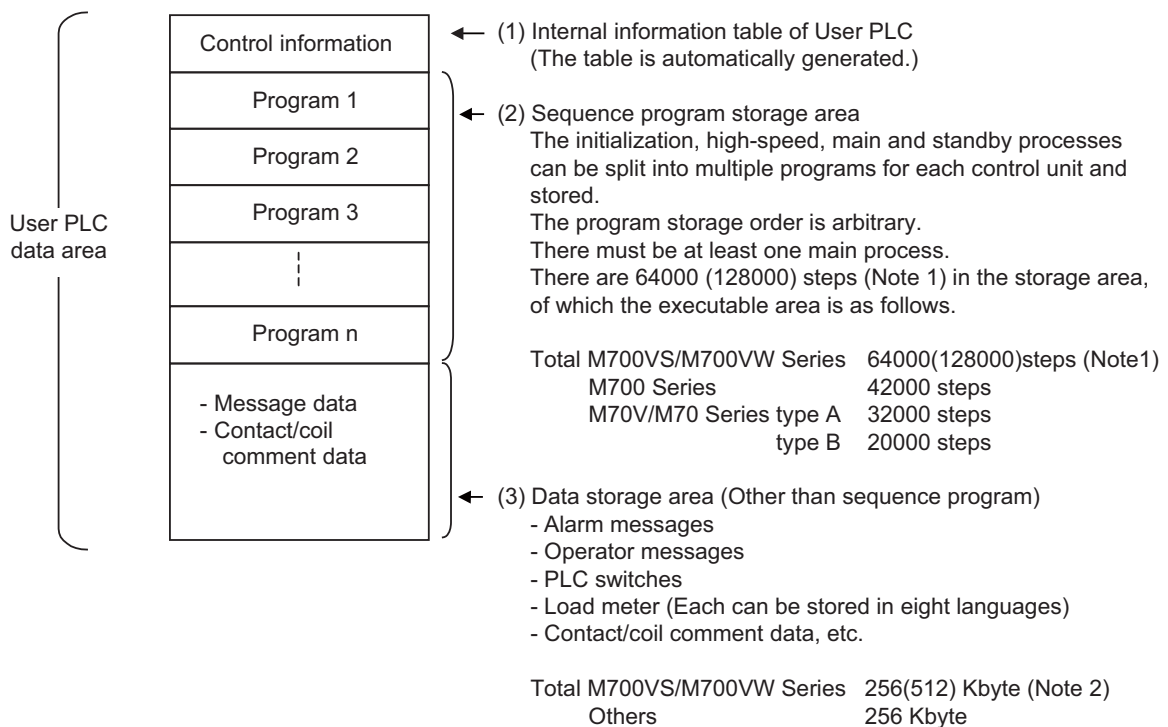 User PLC
data area
Control information
Program 1
Program 2
Program 3
Program n
- Message data
- Contact/coil
comment data
(1) Internal information table of User PLC
(The table is automatically generated.)
(2) Sequence program storage area
The initialization, high-speed, main and standby processes
can be split into multiple programs for each control unit and
stored.
The program storage order is arbitrary.
There must be at least one main process.
There are 64000 (128000) steps (Note 1) in the storage area,
of which the executable area is as follows.
Total M700VS/M700VW Series 64000(128000)steps (Note1)
M700 Series 42000 steps
M70V/M70 Series type A 32000 steps
type B 20000 steps
(3) Data storage area (Other than sequence program)
- Alarm messages
- Operator messages
- PLC switches
- Load meter (Each can be stored in eight languages)
- Contact/coil comment data, etc.
Total M700VS/M700VW Series 256(512) Kbyte (Note 2)
Others 256 Kbyte